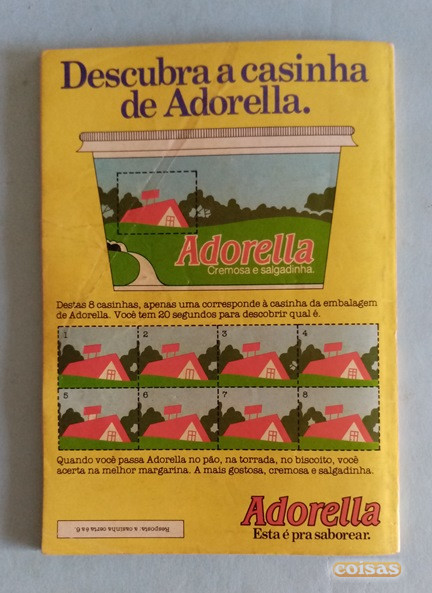 Descubra a casinha
de Adorella.
Adorella
Cremosa e salgadinha.
Destas 8 casinhas, apenas uma corresponde à casinha da embalagem
de Adorella. Você tem 20 segundos para descobrir qual é.
1 2 3 4
5 6 7 8
Quando você passa Adorella no pão, na torrada, no biscoito, você
acerta na melhor margarina. A mais gostosa, cremosa e salgadinha.
Adorella
Esta é pra saborear.
Resposta: a casinha certa é a 6.
coisas